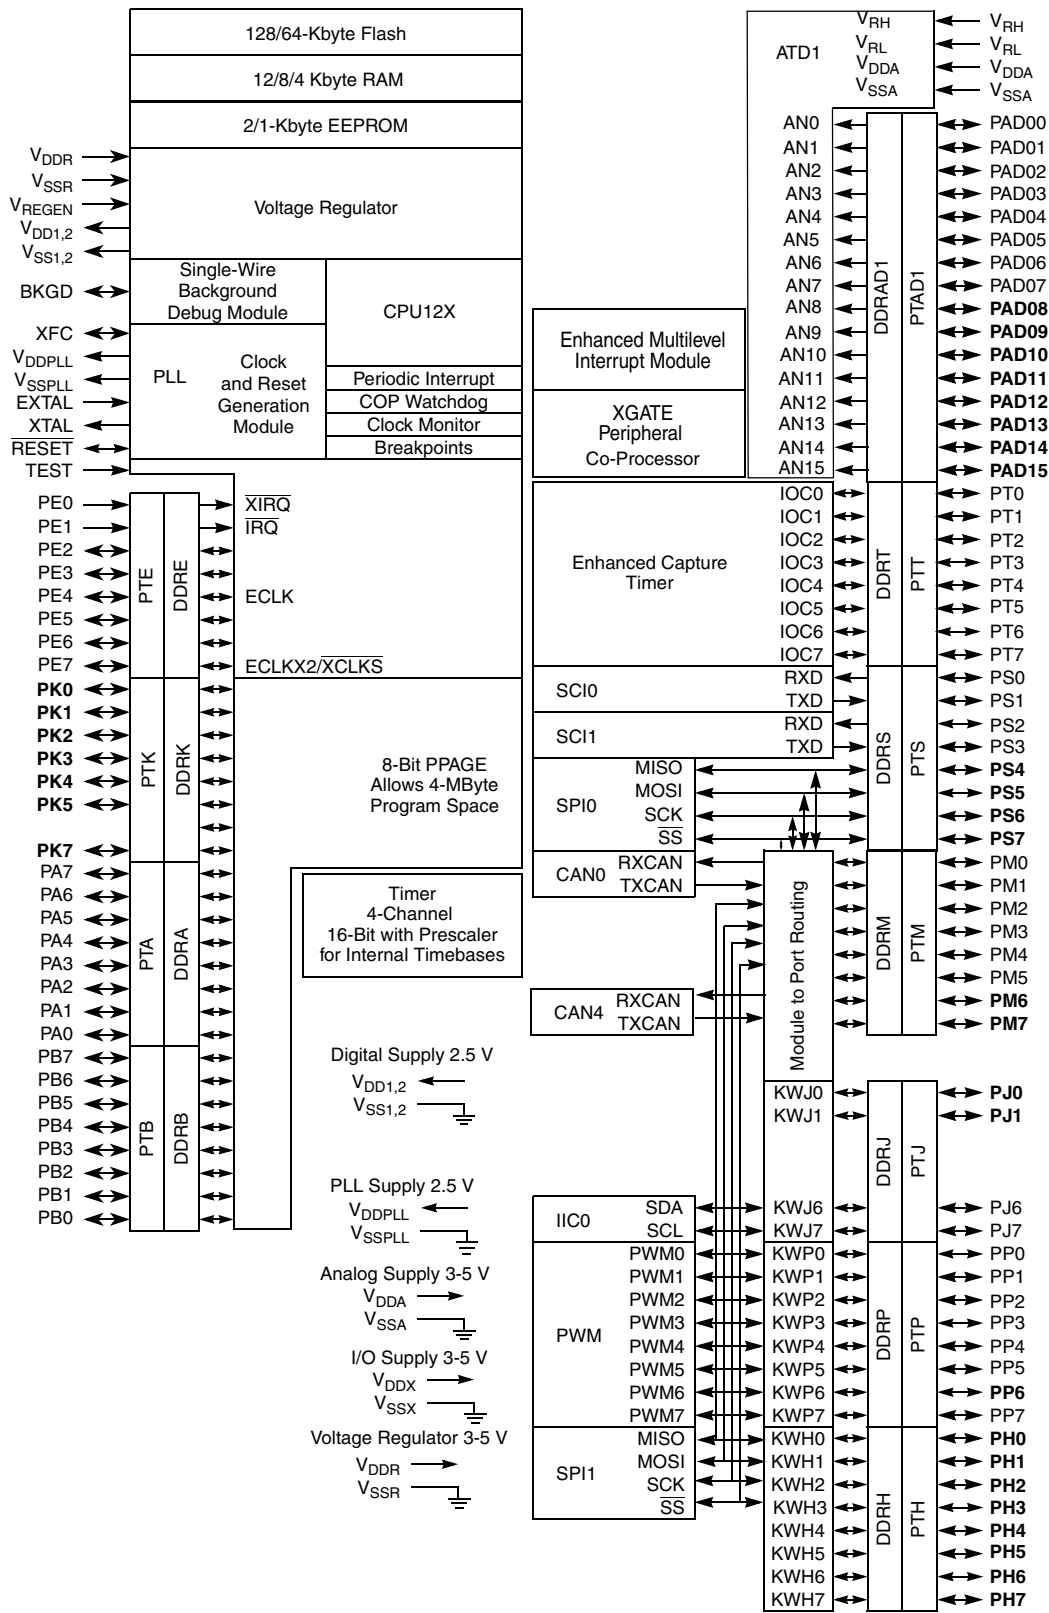 128/64-Kbyte Flash
12/8/4 Kbyte RAM
2/1-Kbyte EEPROM
VDDR
VSSR
VREGEN
VDD1,2
VSS1,2
Voltage Regulator
BKGD
Single-Wire
Background
Debug Module
CPU12X
XFC
VDDPLL
VSSPLL
EXTAL
XTAL
RESET
TEST
PLL
Clock
and Reset
Generation
Module
Periodic Interrupt
COP Watchdog
Clock Monitor
Breakpoints
PE0
PE1
PE2
PE3
PE4
PE5
PE6
PE7
PTE
DDRE
XIRQ
IRQ
ECLK
ECLKX2/XCLKS
PK0
PK1
PK2
PK3
PK4
PK5
PK7
PTK
DDRK
8-Bit PPAGE
Allows 4-MByte
Program Space
PA7
PA6
PA5
PA4
PA3
PA2
PA1
PA0
PTA
DDRA
Timer
4-Channel
16-Bit with Prescaler
for Internal Timebases
PB7
PB6
PB5
PB4
PB3
PB2
PB1
PB0
PTB
DDRB
Digital Supply 2.5 V
VDD1,2
VSS1,2
PLL Supply 2.5 V
VDDPLL
VSSPLL
Analog Supply 3-5 V
VDDA
VSSA
I/O Supply 3-5 V
VDDX
VSSX
Voltage Regulator 3-5 V
VDDR
VSSR
ATD1
VRH
VRL
VDDA
VSSA
VRH
VRL
VDDA
VSSA
AN0
AN1
AN2
AN3
AN4
AN5
AN6
AN7
AN8
AN9
AN10
AN11
AN12
AN13
AN14
AN15
DDRAD1
PTAD1
PAD00
PAD01
PAD02
PAD03
PAD04
PAD05
PAD06
PAD07
PAD08
PAD09
PAD10
PAD11
PAD12
PAD13
PAD14
PAD15
Enhanced Multilevel
Interrupt Module
XGATE
Peripheral
Co-Processor
Enhanced Capture
Timer
IOC0
IOC1
IOC2
IOC3
IOC4
IOC5
IOC6
IOC7
DDRT
PTT
PT0
PT1
PT2
PT3
PT4
PT5
PT6
PT7
SCI0
RXD
TXD
SCI1
RXD
TXD
SPI0
MISO
MOSI
SCK
SS
DDRS
PTS
PS0
PS1
PS2
PS3
PS4
PS5
PS6
PS7
CAN0
RXCAN
TXCAN
CAN4
RXCAN
TXCAN
Module to Port Routing
DDRM
PTM
PM0
PM1
PM2
PM3
PM4
PM5
PM6
PM7
KWJ0
KWJ1
KWJ6
KWJ7
DDRJ
PTJ
PJ0
PJ1
PJ6
PJ7
IIC0
SDA
SCL
PWM
PWM0
PWM1
PWM2
PWM3
PWM4
PWM5
PWM6
PWM7
KWP0
KWP1
KWP2
KWP3
KWP4
KWP5
KWP6
KWP7
DDRP
PTP
PP0
PP1
PP2
PP3
PP4
PP5
PP6
PP7
SPI1
MISO
MOSI
SCK
SS
KWH0
KWH1
KWH2
KWH3
KWH4
KWH5
KWH6
KWH7
DDRH
PTH
PH0
PH1
PH2
PH3
PH4
PH5
PH6
PH7